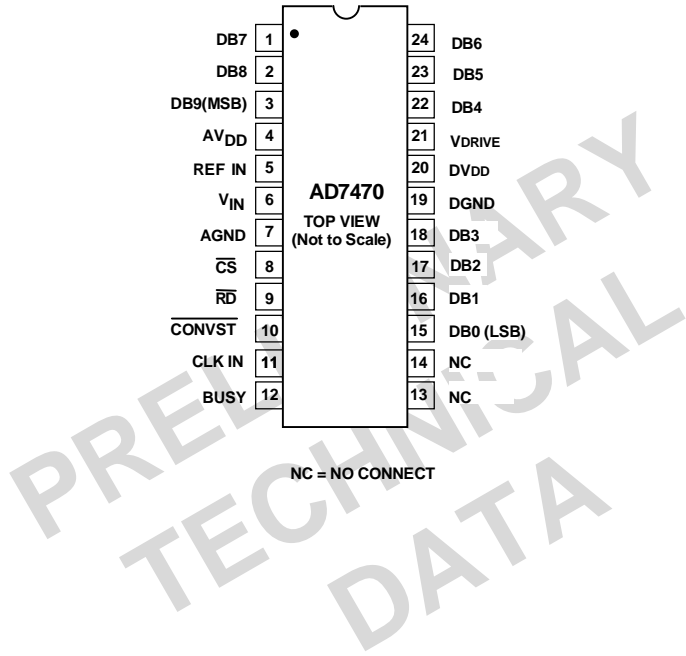 DB7 1 24 DB6
DB8 2 23 DB5
DB9(MSB) 3 22 DB4
AVDD 4 21 VDRIVE
REF IN 5 20 DVDD
VIN 6 19 DGND
AGND 7 18 DB3
CS 8 17 DB2
RD 9 16 DB1
CONVST 10 15 DB0 (LSB)
CLK IN 11 14 NC
BUSY 12 13 NC
AD7470
TOP VIEW
(Not to Scale)
NC = NO CONNECT
PRELIMINARY
TECHNICAL
DATA